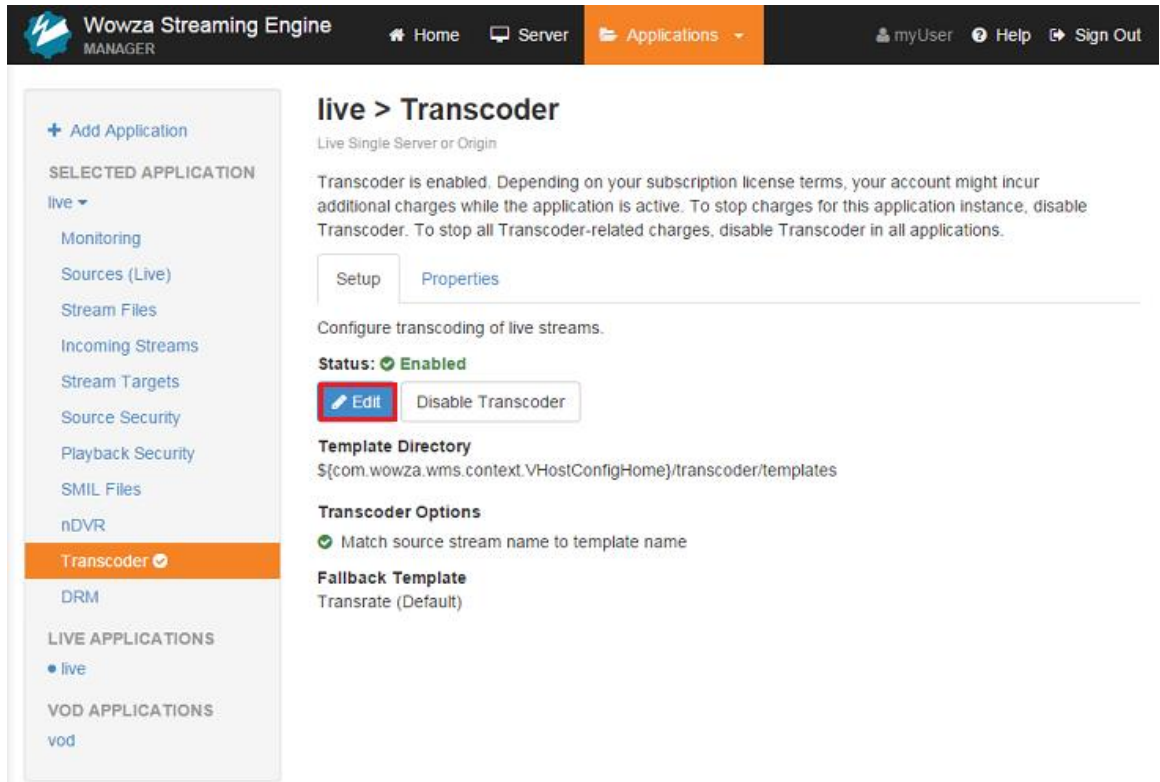 Wowza Streaming Engine
MANAGER
Home
Server
Applications
myUser
Help
Sign Out
+ Add Application
SELECTED APPLICATION
live
Monitoring
Sources (Live)
Stream Files
Incoming Streams
Stream Targets
Source Security
Playback Security
SMIL Files
nDVR
Transcoder
DRM
LIVE APPLICATIONS
live
VOD APPLICATIONS
vod
live > Transcoder
Live Single Server or Origin
Transcoder is enabled. Depending on your subscription license terms, your account might incur
additional charges while the application is active. To stop charges for this application instance, disable
Transcoder. To stop all Transcoder-related charges, disable Transcoder in all applications.
Setup
Properties
Configure transcoding of live streams.
Status: Enabled
Edit
Disable Transcoder
Template Directory
${com.wowza.wms.context.VHostConfigHome}/transcoder/templates
Transcoder Options
Match source stream name to template name
Fallback Template
Transrate (Default)